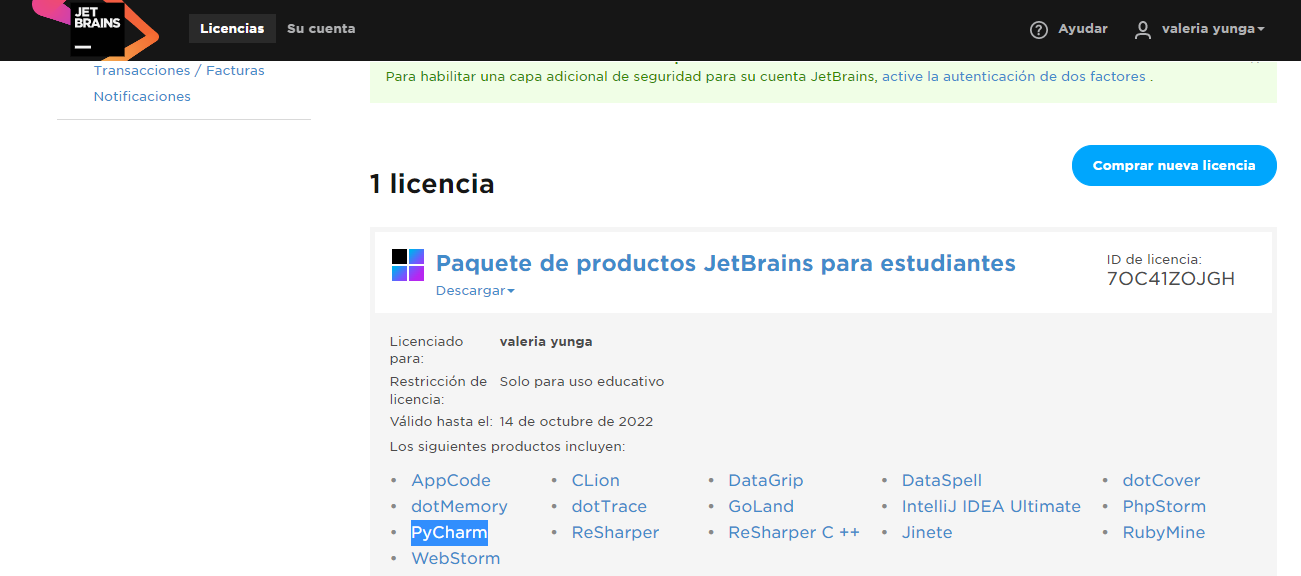 JET
BRAINS
Licencias Su cuenta Ayudar valeria yunga
Transacciones / Facturas
Notificaciones
Para habilitar una capa adicional de seguridad para su cuenta JetBrains, active la autenticación de dos factores .
Comprar nueva licencia
1 licencia
Paquete de productos JetBrains para estudiantes
Descargar
ID de licencia:
7OC41ZOJGH
Licenciado para: valeria yunga
Restricción de licencia: Solo para uso educativo
Válido hasta el: 14 de octubre de 2022
Los siguientes productos incluyen:
• AppCode • CLion • DataGrip • DataSpell • dotCover
• dotMemory • dotTrace • GoLand • IntelliJ IDEA Ultimate • PhpStorm
• PyCharm • ReSharper • ReSharper C ++ • Jinete • RubyMine
• WebStorm